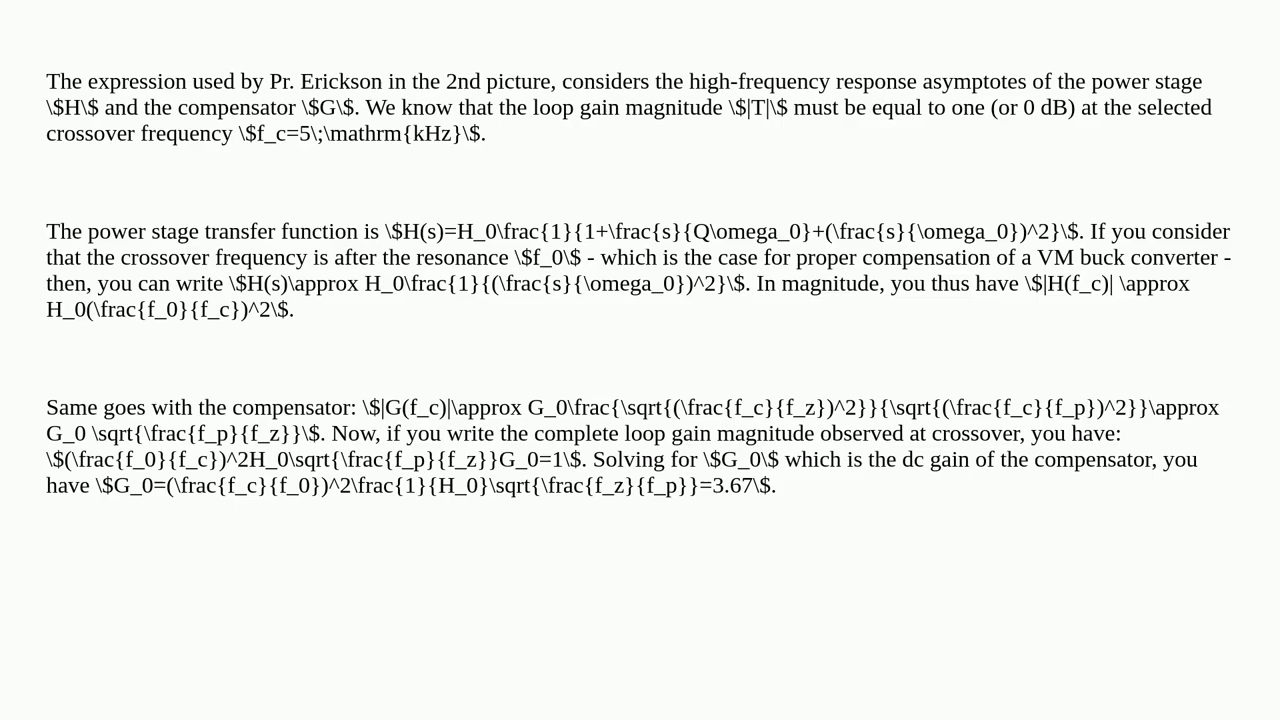 The expression used by Pr. Erickson in the 2nd picture, considers the high-frequency response asymptotes of the power stage
\$H\$ and the compensator \$G\$. We know that the loop gain magnitude \$|T|\$ must be equal to one (or 0 dB) at the selected
crossover frequency \$f_c=5\;\mathrm{kHz}\$.
The power stage transfer function is \$H(s)=H_0\frac{1}{1+\frac{s}{Q\omega_0}+(\frac{s}{\omega_0})^2}\$. If you consider
that the crossover frequency is after the resonance \$f_0\$ - which is the case for proper compensation of a VM buck converter -
then, you can write \$H(s)\approx H_0\frac{1}{(\frac{s}{\omega_0})^2}\$. In magnitude, you thus have \$|H(f_c)| \approx
H_0(\frac{f_0}{f_c})^2\$.
Same goes with the compensator: \$|G(f_c)|\approx G_0\frac{\sqrt{(\frac{f_c}{f_z})^2}}{\sqrt{(\frac{f_c}{f_p})^2}}\approx
G_0 \sqrt{\frac{f_p}{f_z}}\$. Now, if you write the complete loop gain magnitude observed at crossover, you have:
\$(\frac{f_0}{f_c})^2H_0\sqrt{\frac{f_p}{f_z}}G_0=1\$. Solving for \$G_0\$ which is the dc gain of the compensator, you
have \$G_0=(\frac{f_c}{f_0})^2\frac{1}{H_0}\sqrt{\frac{f_z}{f_p}}=3.67\$.